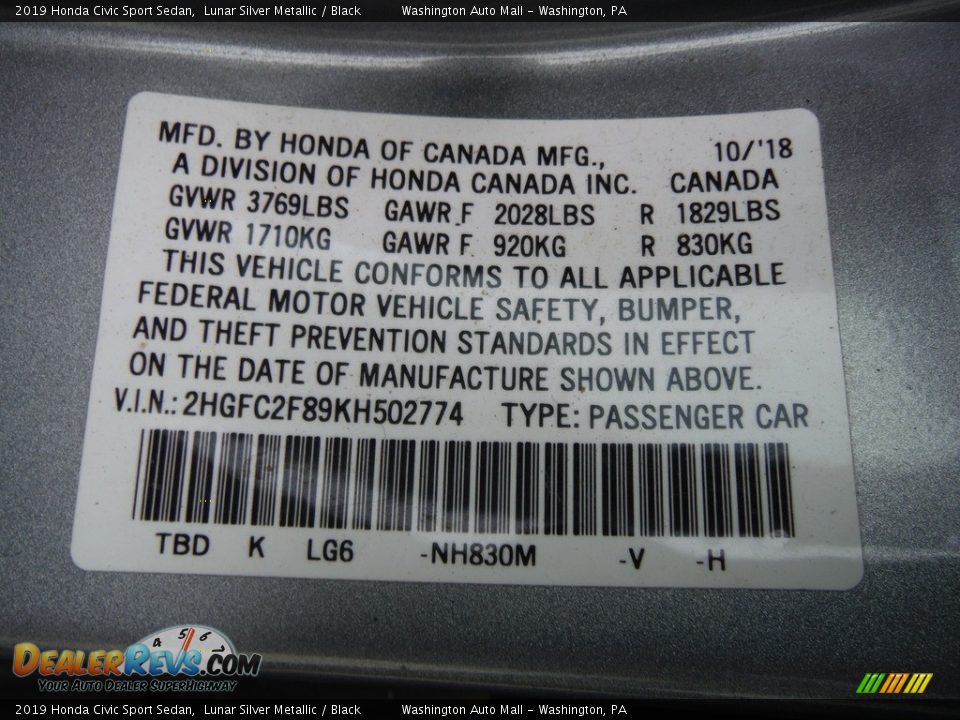 2019 Honda Civic Sport Sedan, Lunar Silver Metallic / Black Washington Auto Mall - Washington, PA
MFD. BY HONDA OF CANADA MFG., 10/'18
A DIVISION OF HONDA CANADA INC. CANADA
GVWR 3769LBS GAWR F 2028LBS R 1829LBS
GVWR 1710KG GAWR F 920KG R 830KG
THIS VEHICLE CONFORMS TO ALL APPLICABLE
FEDERAL MOTOR VEHICLE SAFETY, BUMPER,
AND THEFT PREVENTION STANDARDS IN EFFECT
ON THE DATE OF MANUFACTURE SHOWN ABOVE.
V.I.N.: 2HGFC2F89KH502774 TYPE: PASSENGER CAR
TBD K LG6 -NH830M -V -H
4 5 6 7
DEALERREVS.COM
YOUR AUTO DEALER SUPERHIGHWAY
2019 Honda Civic Sport Sedan, Lunar Silver Metallic / Black Washington Auto Mall - Washington, PA